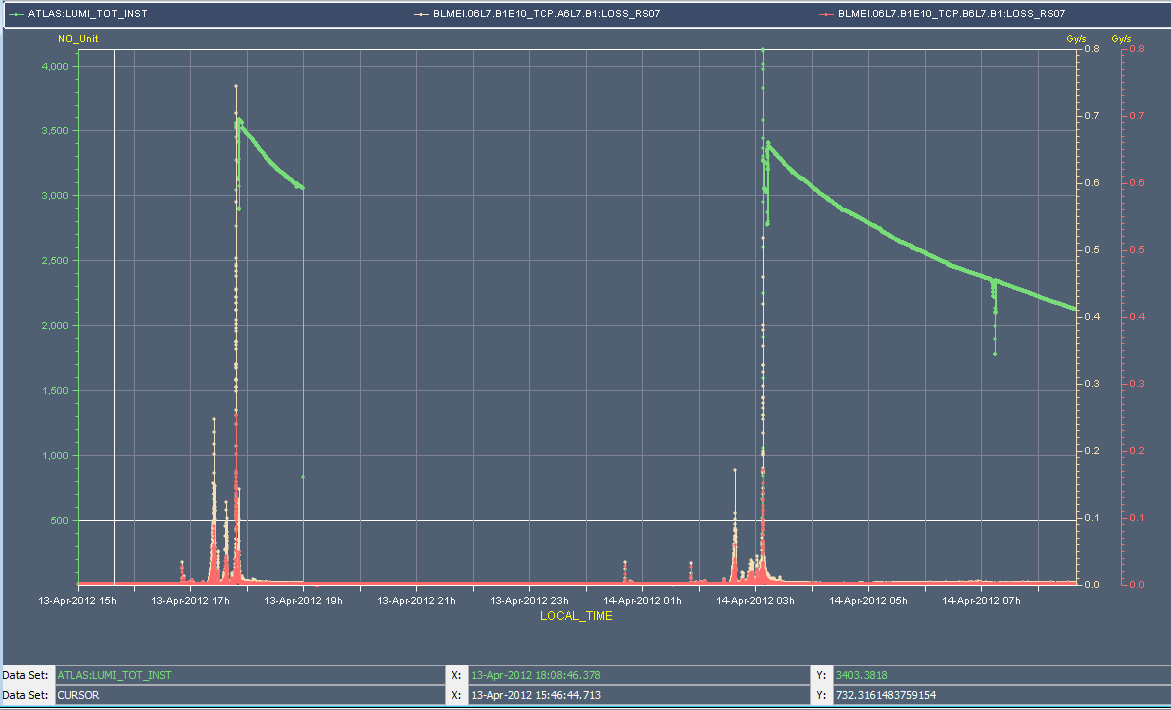 ATLAS:LUMI_TOT_INST BLMEI.06L7.B1E10_TCP.A6L7.B1:LOSS_RS07 BLMEI.06L7.B1E10_TCP.B6L7.B1:LOSS_RS07
NO_Unit Gy/s Gy/s
0.8 0.8
4,000
0.7 0.7
3,500
0.6 0.6
3,000
0.5 0.5
2,500
0.4 0.4
2,000
0.3 0.3
1,500
0.2 0.2
1,000
0.1 0.1
500
0.0 0.0
13-Apr-2012 15h 13-Apr-2012 17h 13-Apr-2012 19h 13-Apr-2012 21h 13-Apr-2012 23h 14-Apr-2012 01h 14-Apr-2012 03h 14-Apr-2012 05h 14-Apr-2012 07h
LOCAL_TIME
Data Set: ATLAS:LUMI_TOT_INST X: 13-Apr-2012 18:08:46.378 Y: 3403.3818
Data Set: CURSOR X: 13-Apr-2012 15:46:44.713 Y: 732.3161483759154